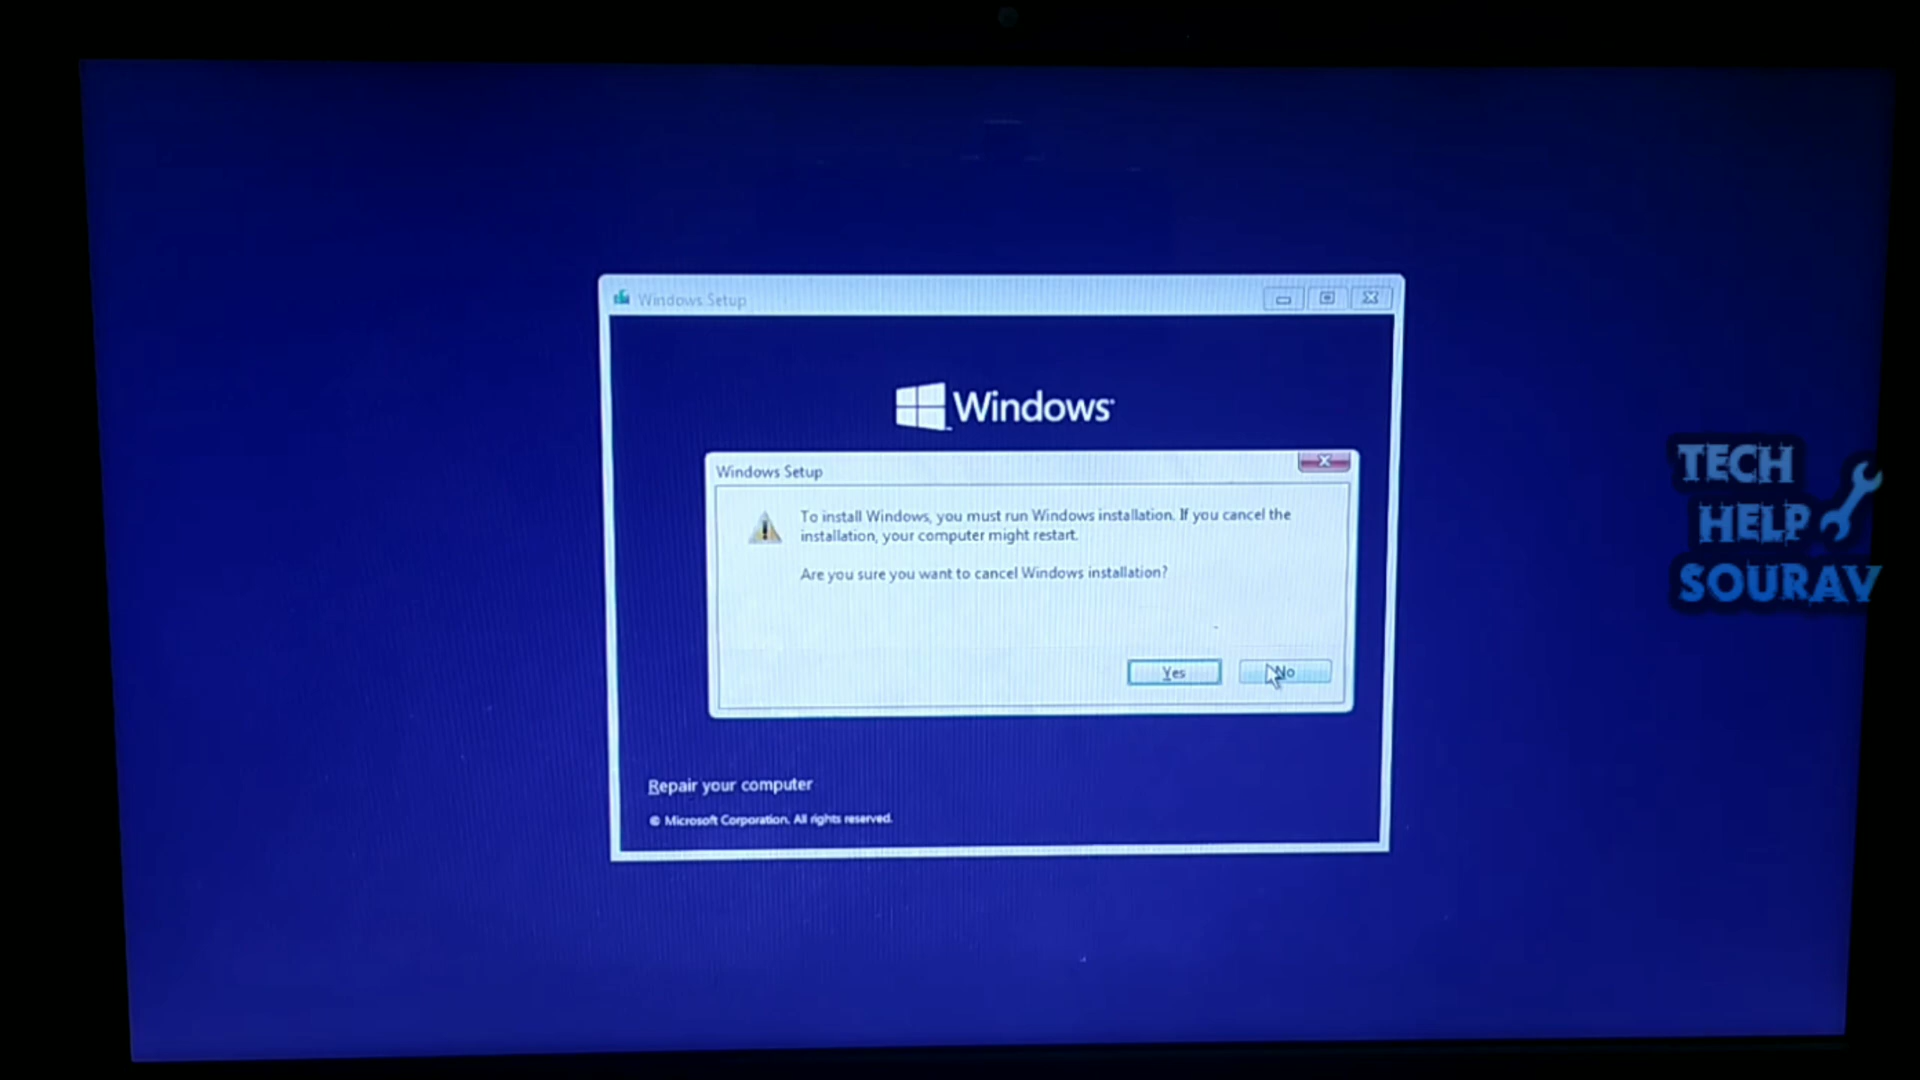 Windows Setup
Windows
Windows Setup
To install Windows, you must run Windows installation. If you cancel the
installation, your computer might restart.
Are you sure you want to cancel Windows installation?
Yes
No
Repair your computer
© Microsoft Corporation. All rights reserved.
TECH
HELP
SOURAV